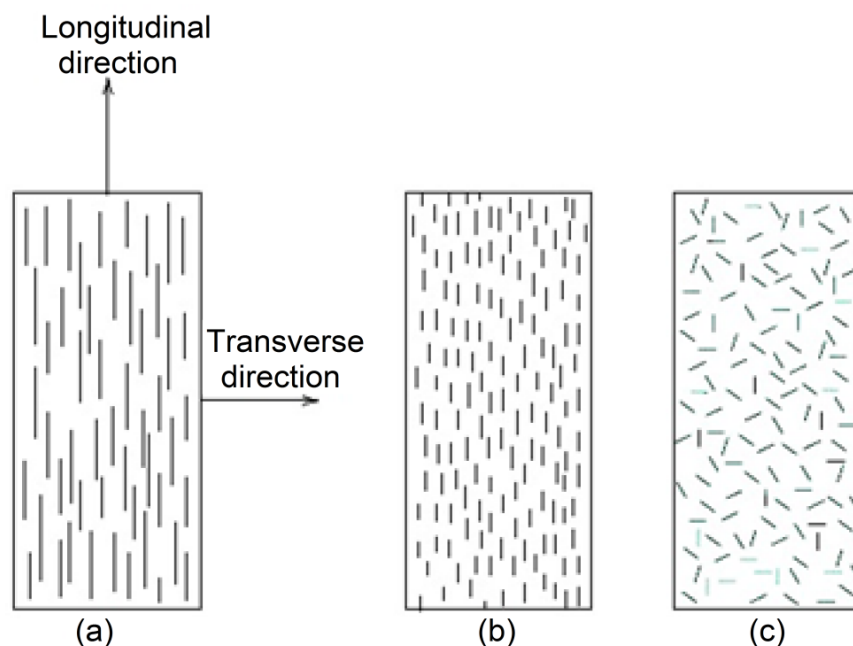 Longitudinal
direction
Transverse
direction
(a)
(b)
(c)